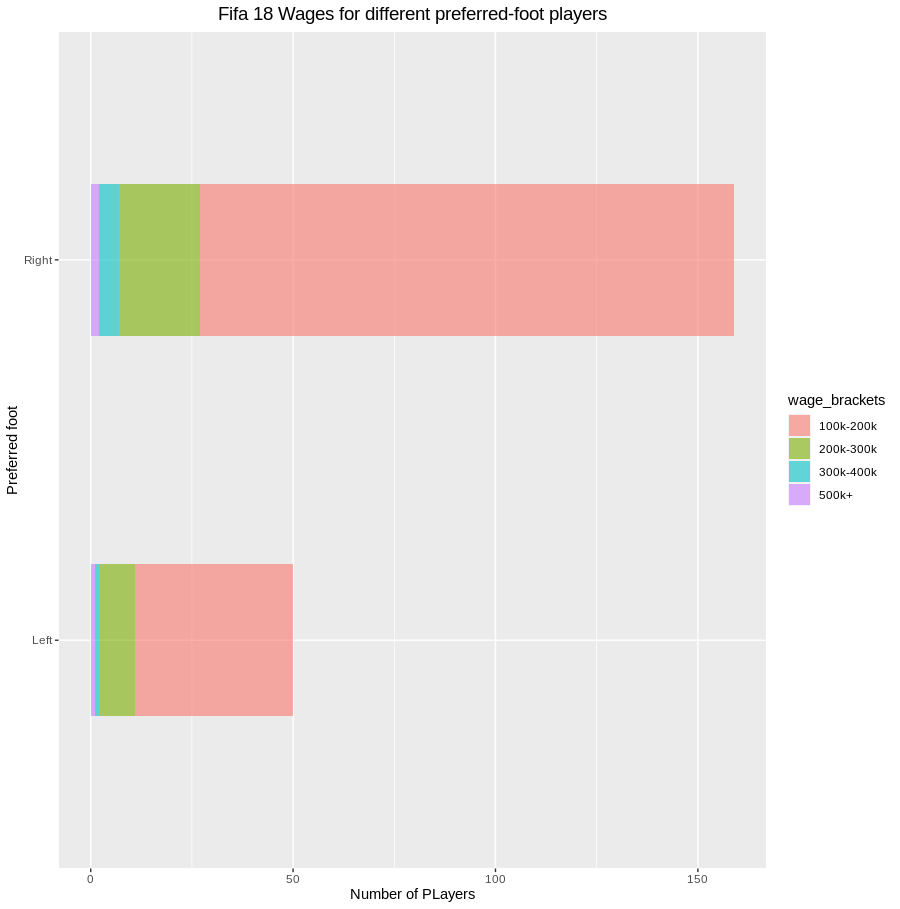 Fifa 18 Wages for different preferred-foot players
Preferred foot
Right
Left
0
50
100
150
Number of PLayers
wage_brackets
100k-200k
200k-300k
300k-400k
500k+